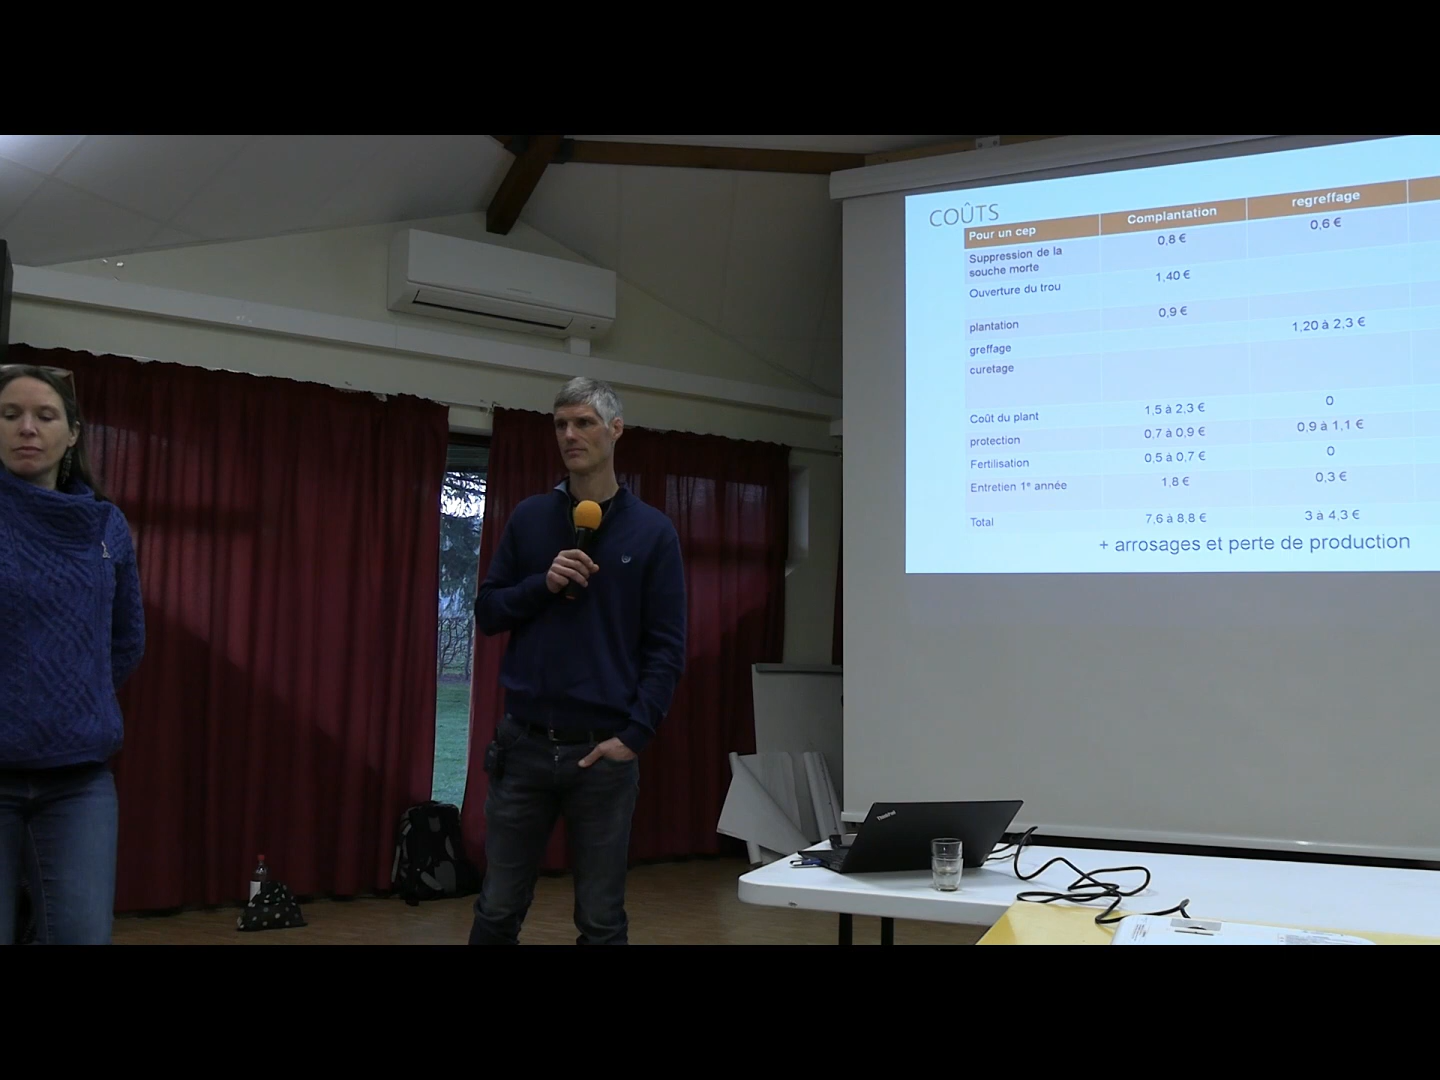 COÛTS
Pour un cep Complantation regreffage
Suppression de la souche morte 0,8 € 0,6 €
Ouverture du trou 1,40 €
plantation 0,9 €
greffage 1,20 à 2,3 €
curetage
Coût du plant 1,5 à 2,3 € 0
protection 0,7 à 0,9 € 0,9 à 1,1 €
Fertilisation 0,5 à 0,7 € 0
Entretien 1e année 1,8 € 0,3 €
Total 7,6 à 8,8 € 3 à 4,3 €
+ arrosages et perte de production
ThinkPad